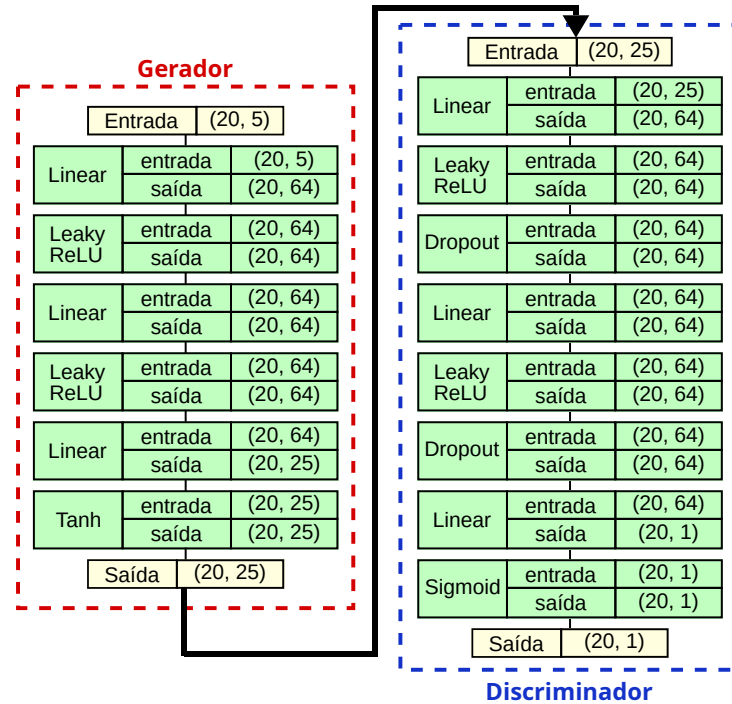 Gerador
Entrada (20, 5)
Linear entrada (20, 5)
saída (20, 64)
Leaky ReLU entrada (20, 64)
saída (20, 64)
Linear entrada (20, 64)
saída (20, 64)
Leaky ReLU entrada (20, 64)
saída (20, 64)
Linear entrada (20, 64)
saída (20, 25)
Tanh entrada (20, 25)
saída (20, 25)
Saída (20, 25)
Entrada (20, 25)
Linear entrada (20, 25)
saída (20, 64)
Leaky ReLU entrada (20, 64)
saída (20, 64)
Dropout entrada (20, 64)
saída (20, 64)
Linear entrada (20, 64)
saída (20, 64)
Leaky ReLU entrada (20, 64)
saída (20, 64)
Dropout entrada (20, 64)
saída (20, 64)
Linear entrada (20, 64)
saída (20, 1)
Sigmoid entrada (20, 1)
saída (20, 1)
Saída (20, 1)
Discriminador